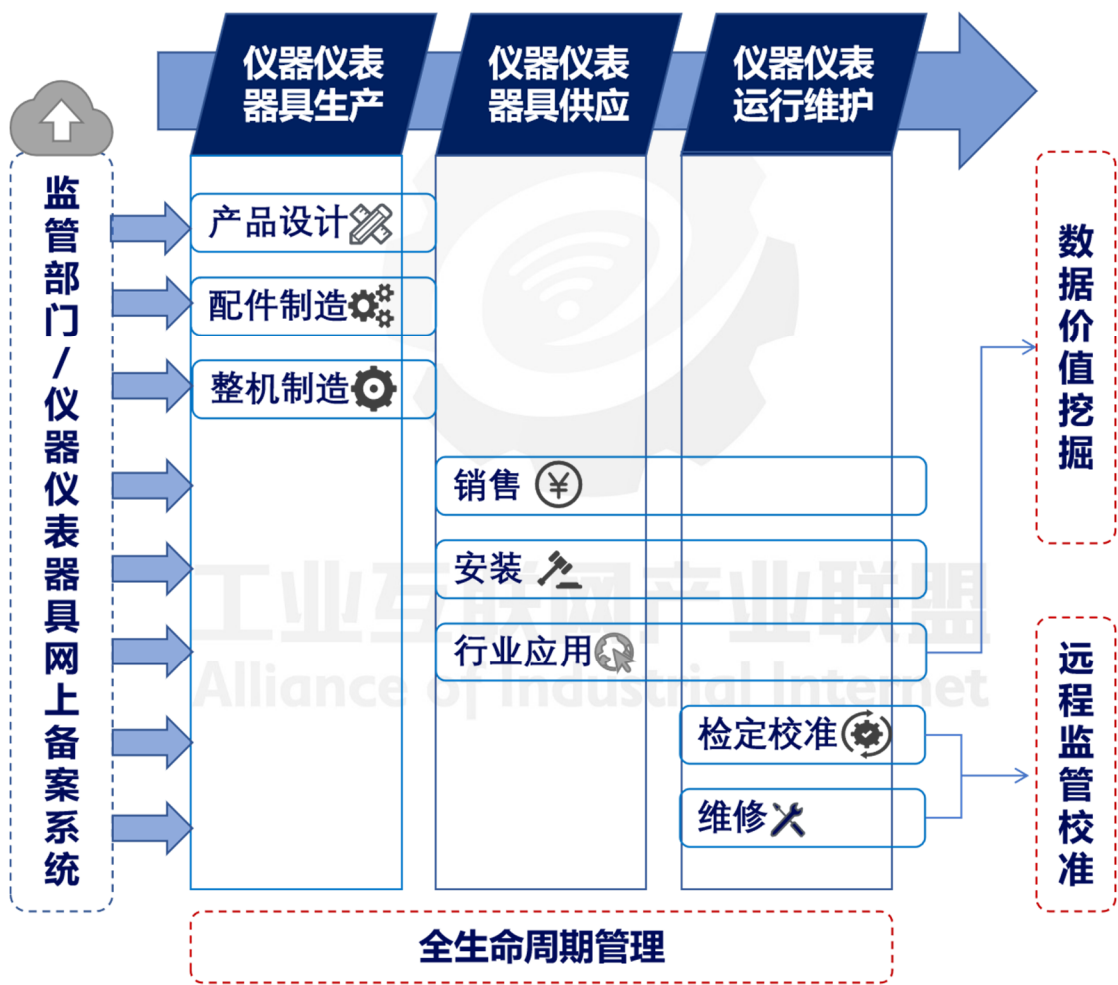 仪器仪表
器具生产
仪器仪表
器具供应
仪器仪表
运行维护
监管部门/仪器仪表器具网上备案系统
产品设计
配件制造
整机制造
销售
¥
安装
行业应用
检定校准
维修
数据价值挖掘
远程监管校准
工业互联网产业联盟
Alliance of Industrial Internet
全生命周期管理